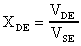 X_DE = V_DE / V_SE